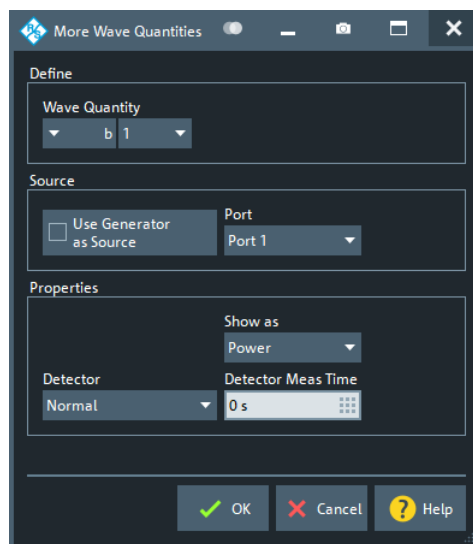 R&S More Wave Quantities
Define
Wave Quantity
b 1
Source
Use Generator
as Source
Port
Port 1
Properties
Show as
Power
Detector
Normal
Detector Meas Time
0 s
OK Cancel ? Help